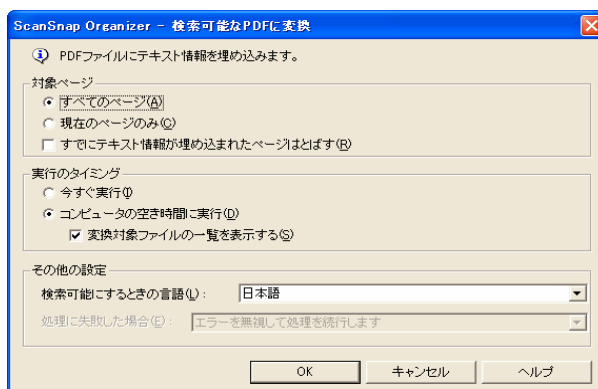 ScanSnap Organizer - 検索可能なPDFに変換
PDFファイルにテキスト情報を埋め込みます。
対象ページ
すべてのページ(A)
現在のページのみ(C)
すでにテキスト情報が埋め込まれたページはとばす(R)
実行のタイミング
今すぐ実行(I)
コンピュータの空き時間に実行(D)
変換対象ファイルの一覧を表示する(S)
その他の設定
検索可能にするときの言語(L): 日本語
処理に失敗した場合(E): エラーを無視して処理を続行します
OK キャンセル ヘルプ